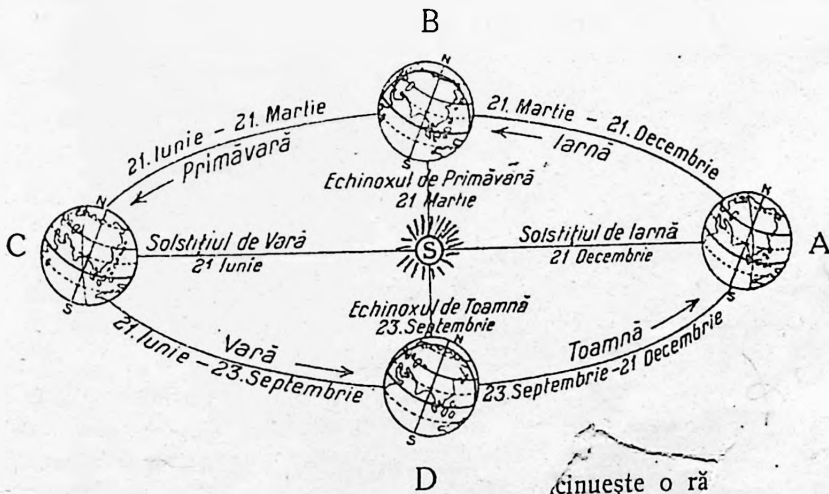 B
N
S
21. Iunie - 21. Martie
Primăvară
21. Martie - 21. Decembrie
Iarnă
Echinoxul de Primăvară
21 Martie
N
S
C
Solstițiul de Vară
21 Iunie
S
Solstițiul de Iarnă
21 Decembrie
N
S
A
Echinoxul de Toamnă
23. Septembrie
Vară
21. Iunie - 23. Septembrie
Toamnă
23. Septembrie - 21 Decembrie
N
S
D
cinuește o ră